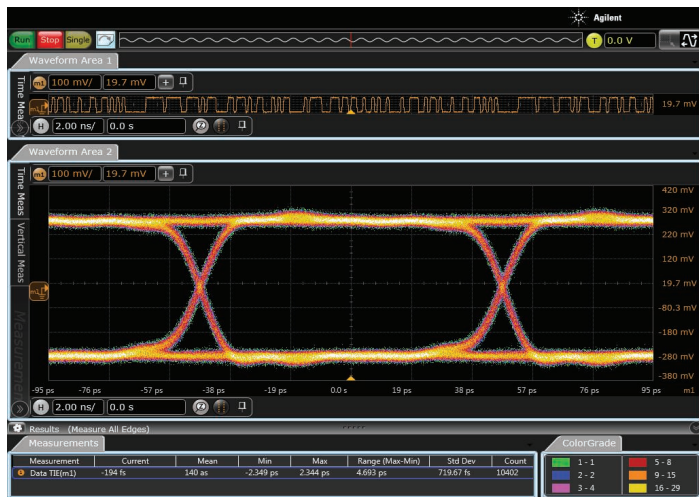 Agilent
Run Stop Single T 0.0 V
Waveform Area 1
Time Meas
m1 100 mV/ 19.7 mV +
19.7 mV
H 2.00 ns/ 0.0 s
Waveform Area 2
Time Meas
Vertical Meas
Measurement
m1 100 mV/ 19.7 mV +
420 mV
320 mV
220 mV
120 mV
19.7 mV
-80.3 mV
-180 mV
-280 mV
-380 mV
-95 ps -76 ps -57 ps -38 ps -19 ps 0.0 s 19 ps 38 ps 57 ps 76 ps 95 ps m1
H 2.00 ns/ 0.0 s
Results (Measure All Edges)
Measurements
Measurement Current Mean Min Max Range (Max-Min) Std Dev Count
Data TIE(m1) -194 fs 140 as -2.349 ps 2.344 ps 4.693 ps 719.67 fs 10402
ColorGrade
1 - 1 5 - 8
2 - 2 9 - 15
3 - 4 16 - 29